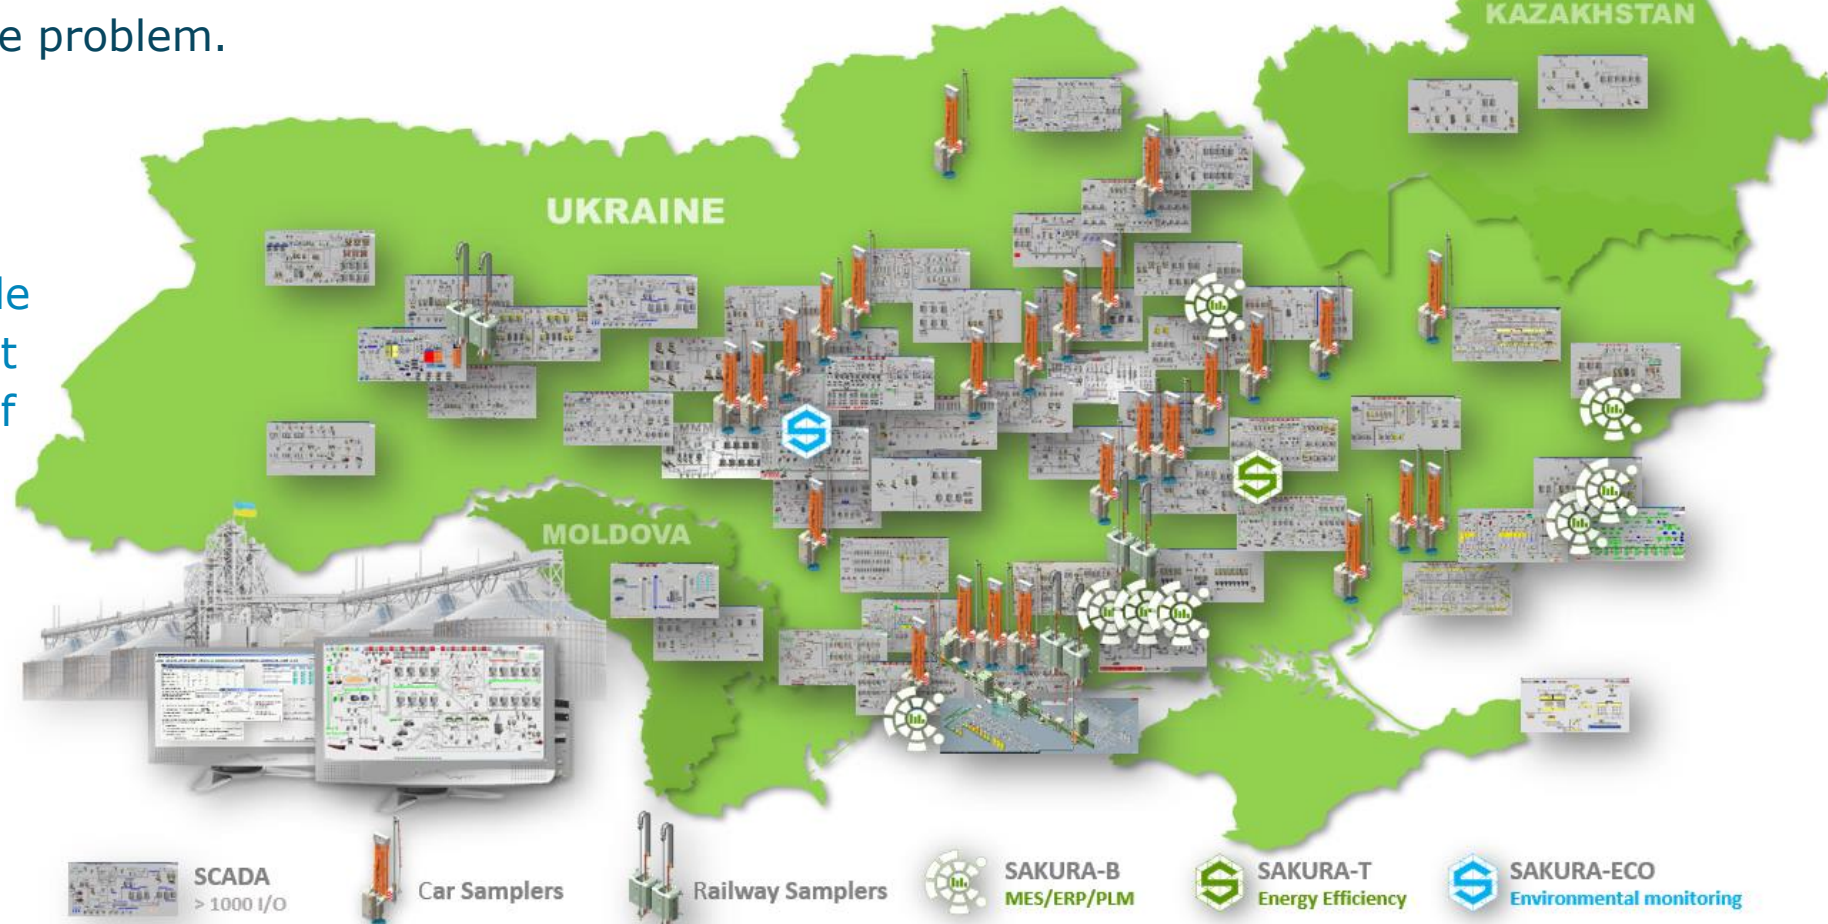 e problem.
KAZAKHSTAN
UKRAINE
le
t
f
MOLDOVA
SCADA
> 1000 I/O
Car Samplers
Railway Samplers
SAKURA-B
MES/ERP/PLM
SAKURA-T
Energy Efficiency
SAKURA-ECO
Environmental monitoring